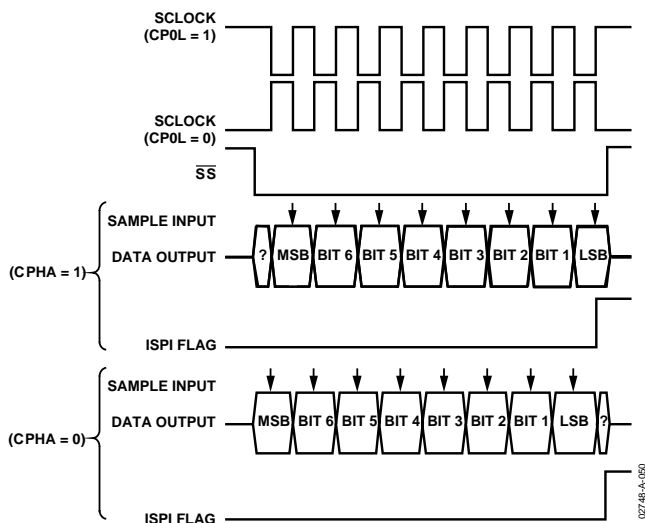 SCLOCK
(CP0L = 1)
SCLOCK
(CP0L = 0)
SS
SAMPLE INPUT
DATA OUTPUT
? MSB BIT 6 BIT 5 BIT 4 BIT 3 BIT 2 BIT 1 LSB
(CPHA = 1)
ISPI FLAG
SAMPLE INPUT
DATA OUTPUT
MSB BIT 6 BIT 5 BIT 4 BIT 3 BIT 2 BIT 1 LSB ?
(CPHA = 0)
ISPI FLAG
02748-A-050